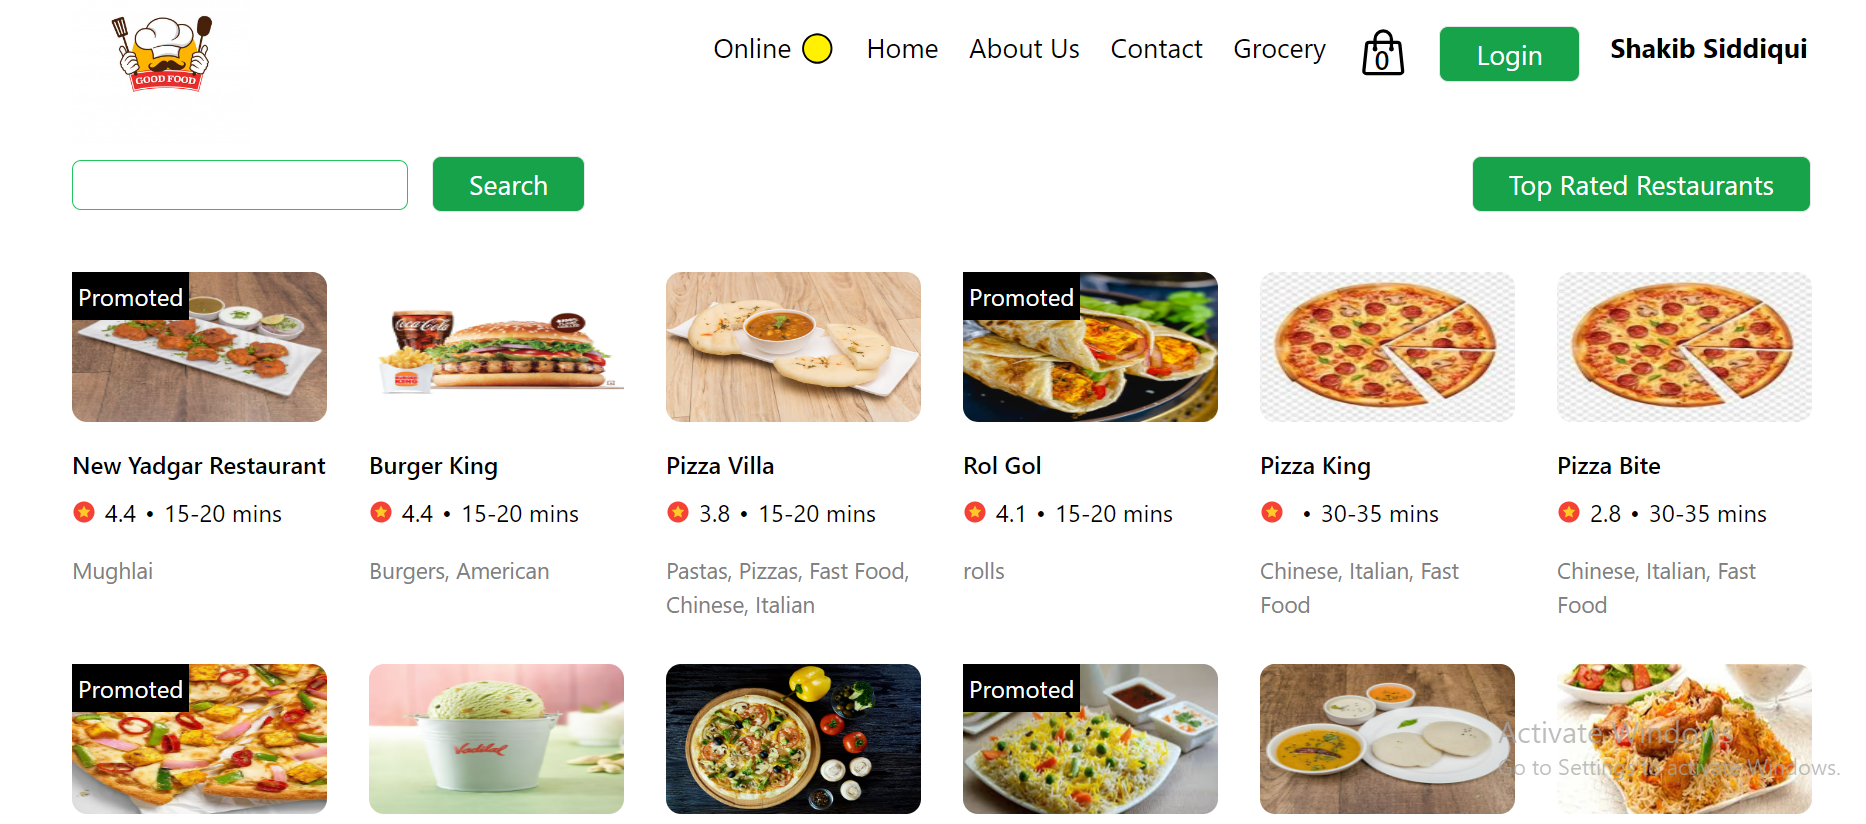 GOOD FOOD
Online Home About Us Contact Grocery 0 Login Shakib Siddiqui
Search Top Rated Restaurants
Promoted
Coca-Cola
KING
Promoted
New Yadgar Restaurant
4.4 • 15-20 mins
Mughlai
Burger King
4.4 • 15-20 mins
Burgers, American
Pizza Villa
3.8 • 15-20 mins
Pastas, Pizzas, Fast Food,
Chinese, Italian
Rol Gol
4.1 • 15-20 mins
rolls
Pizza King
• 30-35 mins
Chinese, Italian, Fast
Food
Pizza Bite
2.8 • 30-35 mins
Chinese, Italian, Fast
Food
Promoted
Vadilal
Promoted
Activate Windows
Go to Settings to activate Windows.